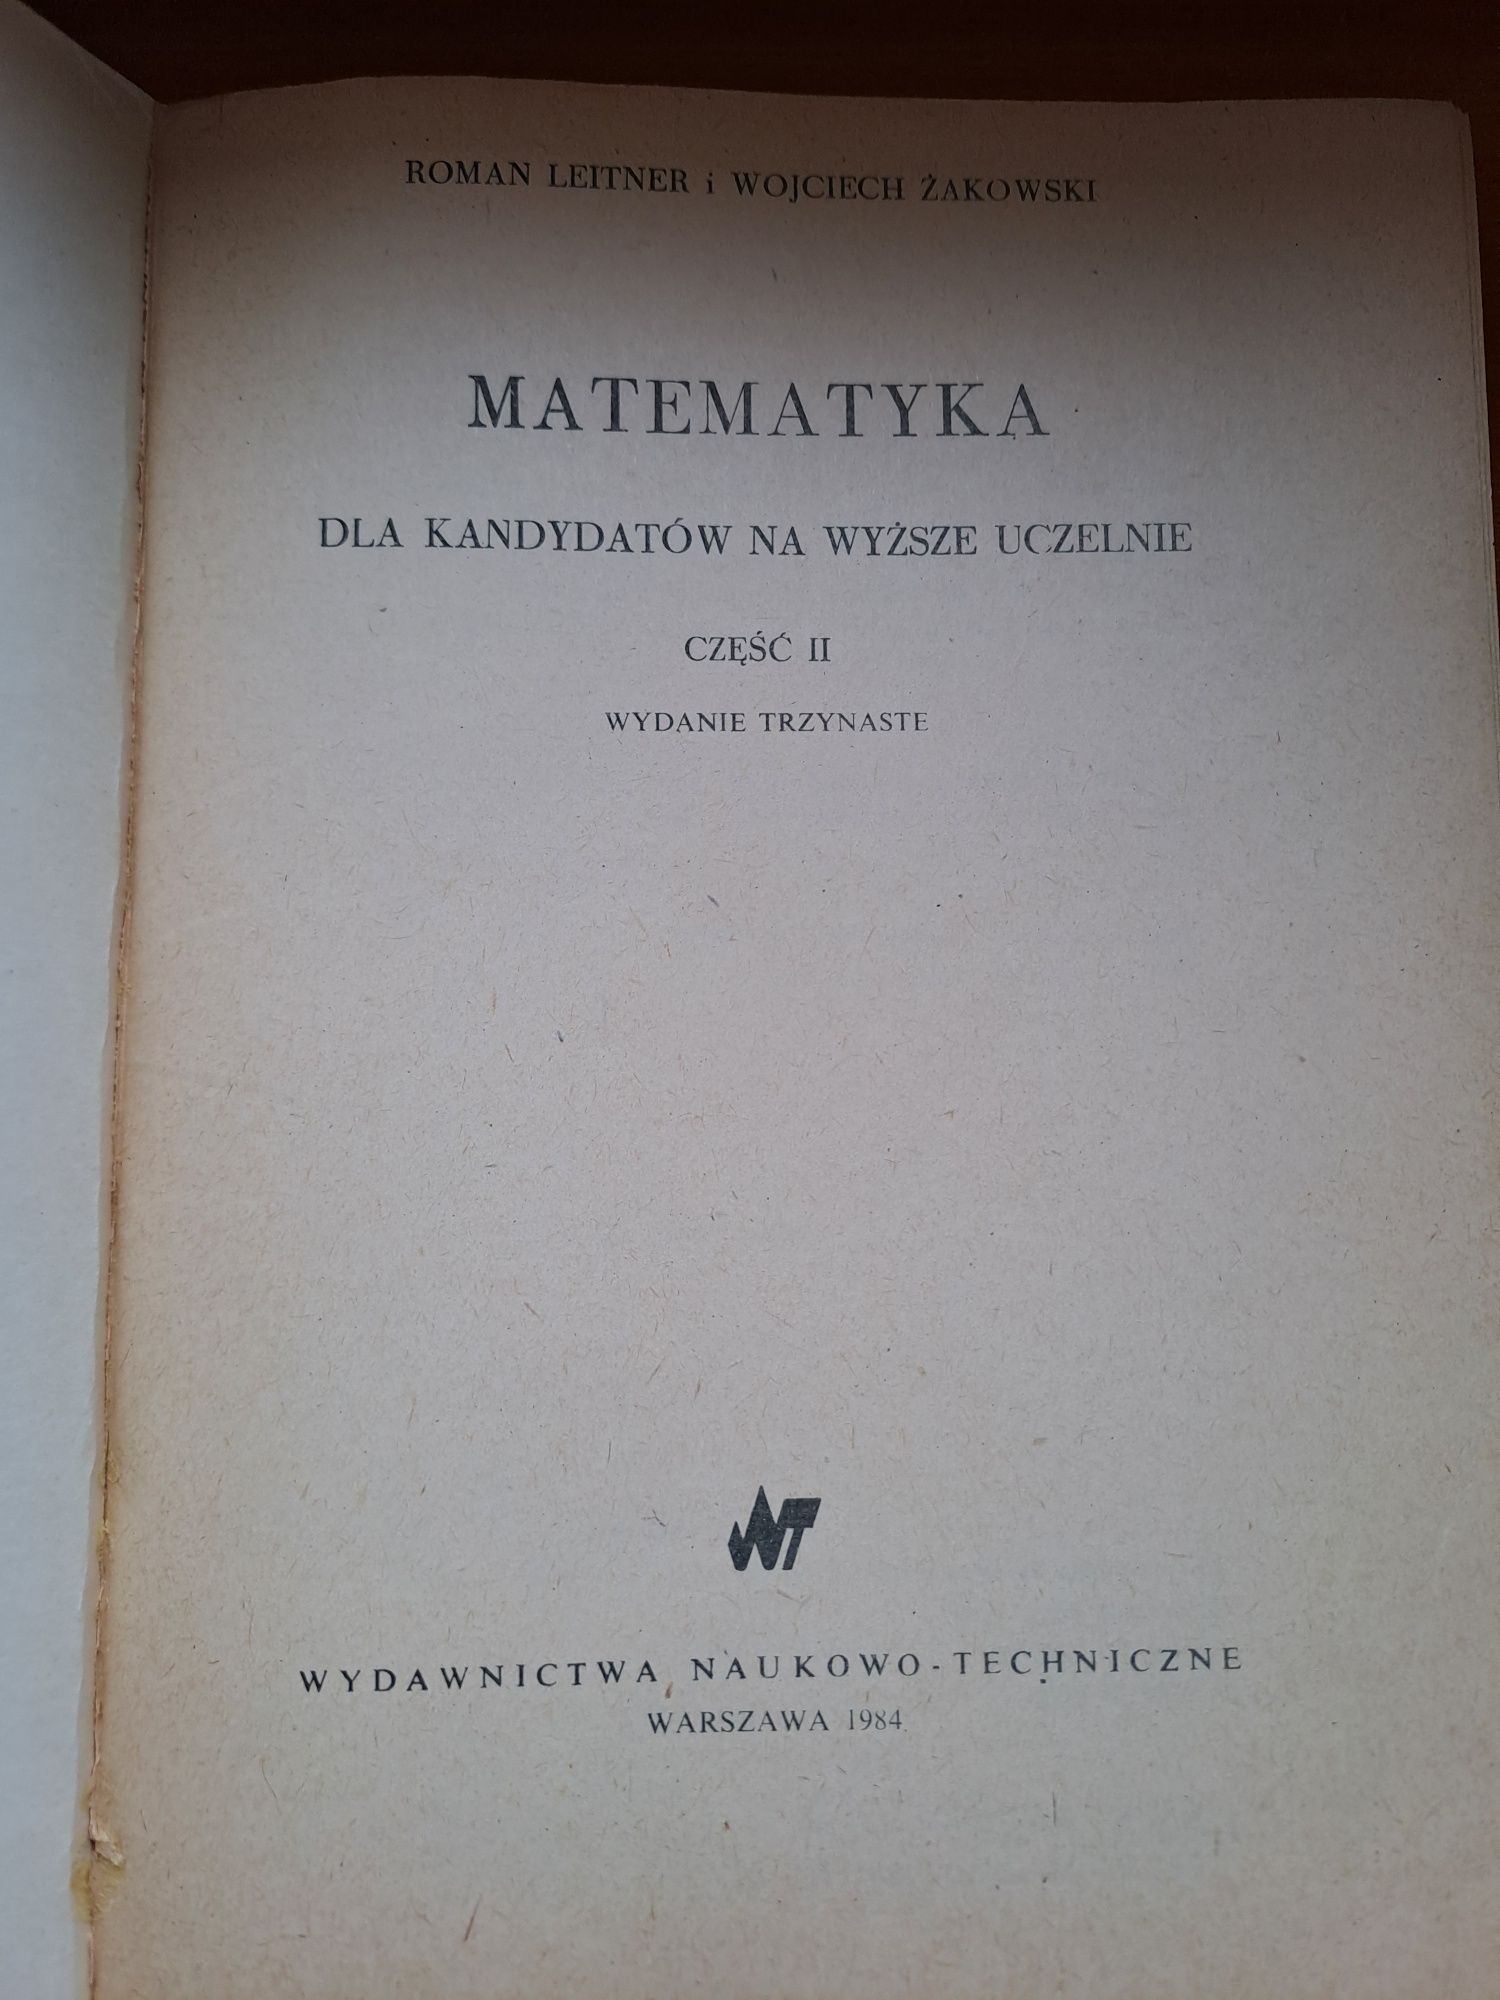 ROMAN LEITNER i WOJCIECH ŻAKOWSKI
MATEMATYKA
DLA KANDYDATÓW NA WYŻSZE UCZELNIE
CZĘŚĆ II
WYDANIE TRZYNASTE
WNT
WYDAWNICTWA NAUKOWO-TECHNICZNE
WARSZAWA 1984